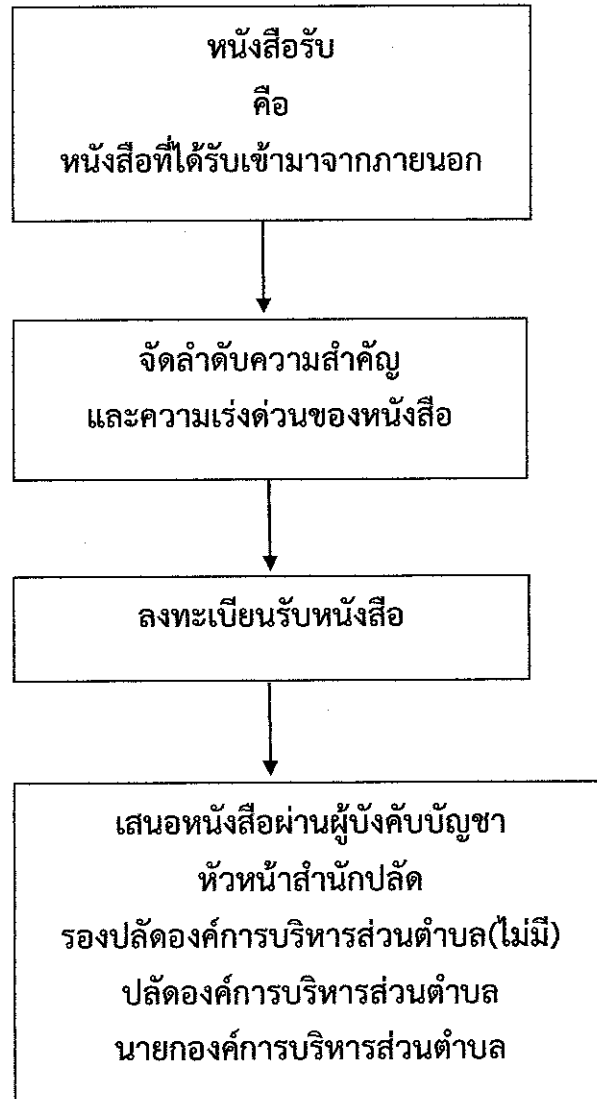 หนังสือรับ
คือ
หนังสือที่ได้รับเข้ามาจากภายนอก
จัดลำดับความสำคัญ
และความเร่งด่วนของหนังสือ
ลงทะเบียนรับหนังสือ
เสนอหนังสือผ่านผู้บังคับบัญชา
หัวหน้าสำนักปลัด
รองปลัดองค์การบริหารส่วนตำบล(ไม่มี)
ปลัดองค์การบริหารส่วนตำบล
นายกองค์การบริหารส่วนตำบล